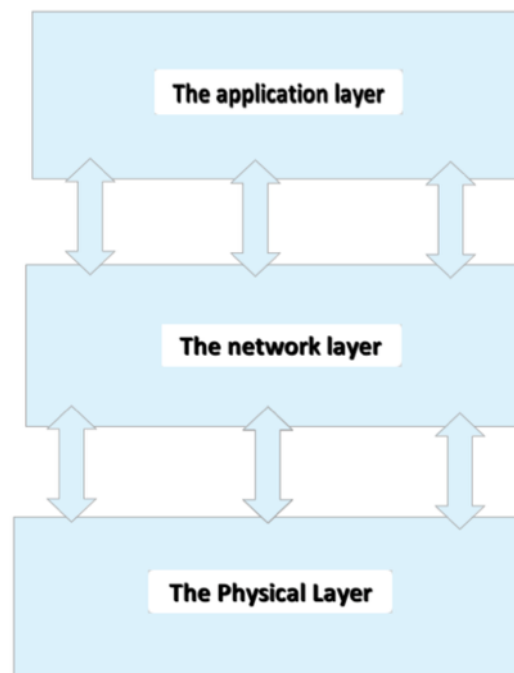 The application layer
The network layer
The Physical Layer